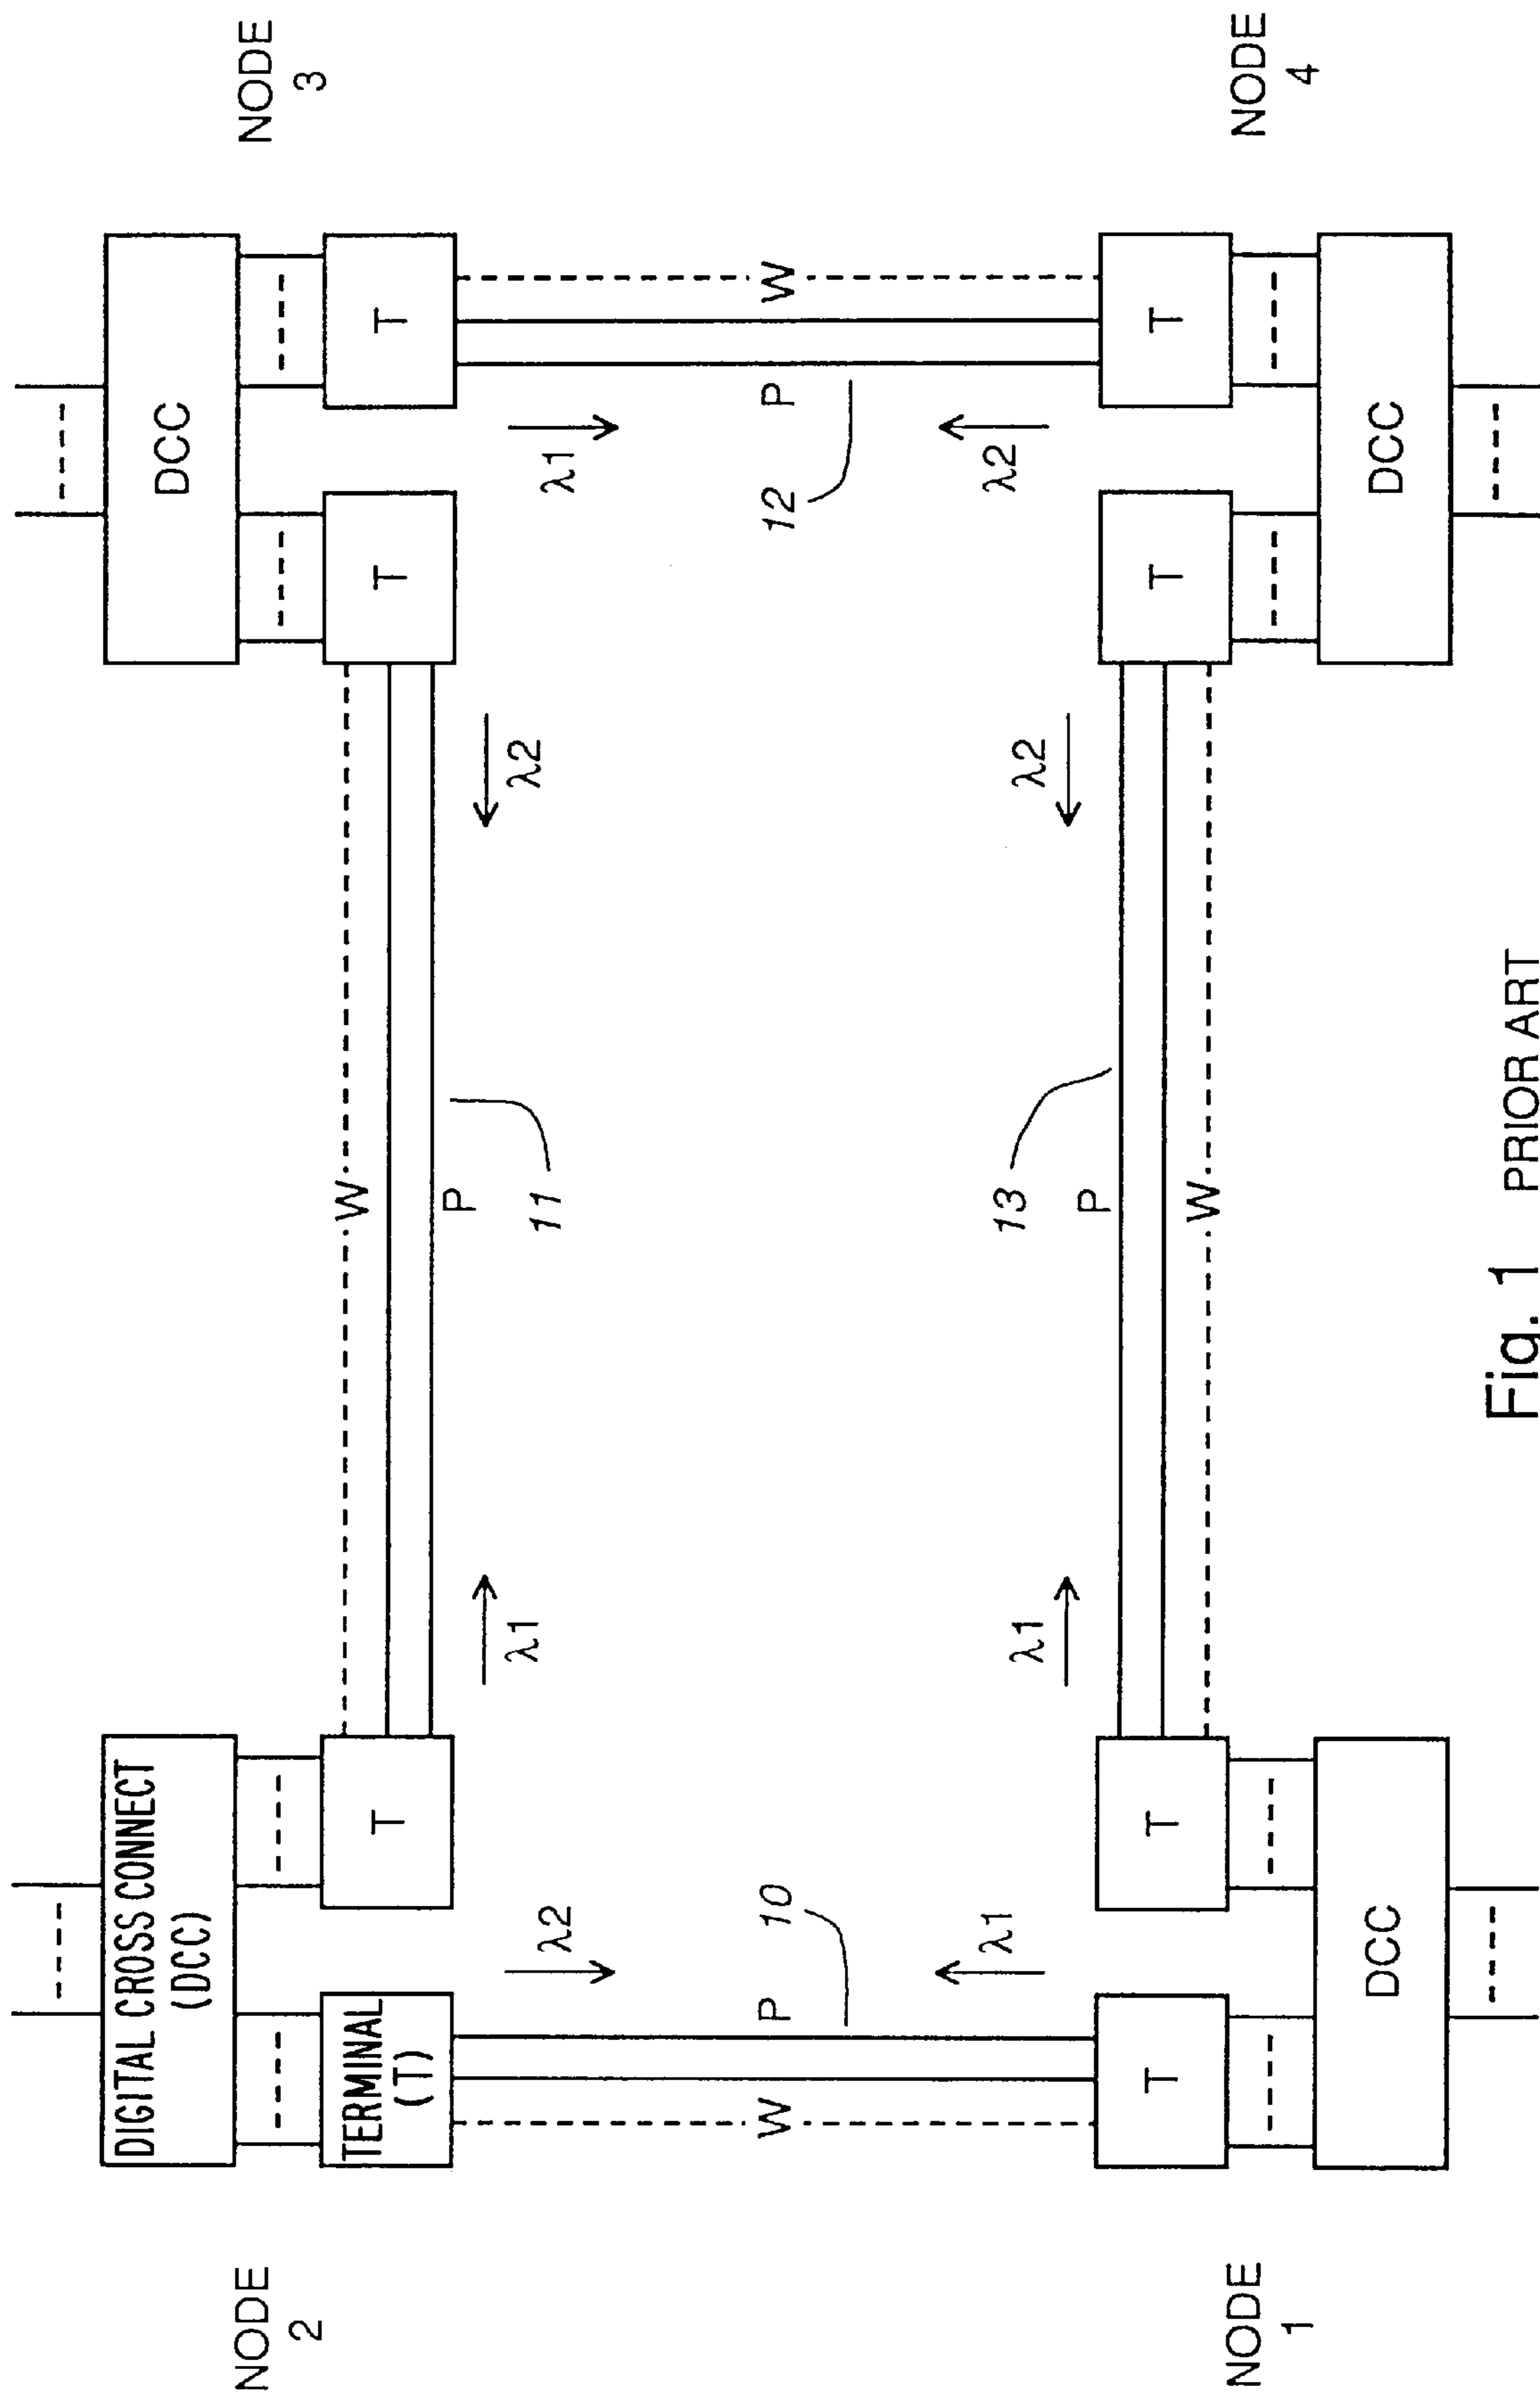 DIGITAL CROSS CONNECT
(DCC)
DCC
NODE
2
NODE
3
TERMINAL
(T)
T
T
T
W
P
λ1
11
λ2
λ2
λ1
W
P
10
12
P
W
λ1
λ2
λ1
13
λ2
P
W
T
T
T
T
NODE
1
NODE
4
DCC
DCC
Fig. 1 PRIOR ART